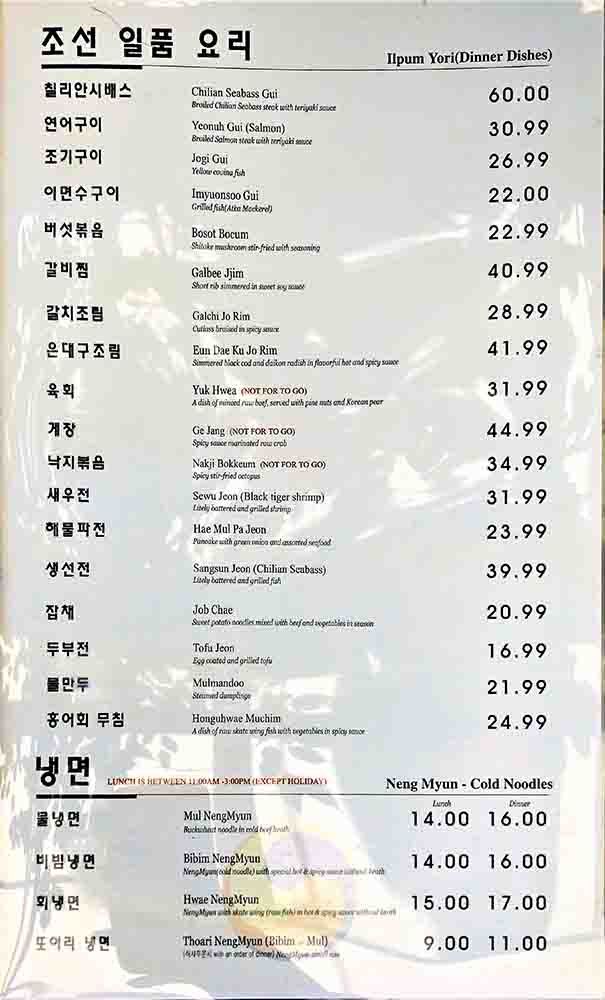 조선 일품 요리 Ilpum Yori(Dinner Dishes)
칠리안시배스 Chilian Seabass Gui 60.00
Broiled Chilian Seabass steak with teriyaki sauce
연어구이 Yeonuh Gui (Salmon) 30.99
Broiled Salmon steak with teriyaki sauce
조기구이 Jogi Gui 26.99
Yellow covina fish
이면수구이 Imyuonsoo Gui 22.00
Grilled fish(Atka Mackerel)
버섯볶음 Bosot Bocum 22.99
Shitake mushroom stir-fried with seasoning
갈비찜 Galbee Jjim 40.99
Short rib simmered in sweet soy sauce
갈치조림 Galchi Jo Rim 28.99
Cutlass braised in spicy sauce
은대구조림 Eun Dae Ku Jo Rim 41.99
Simmered black cod and daikon radish in flavorful hot and spicy sauce
육회 Yuk Hwea (NOT FOR TO GO) 31.99
A dish of minced raw beef, served with pine nuts and Korean pear
게장 Ge Jang (NOT FOR TO GO) 44.99
Spicy sauce marinated raw crab
낙지볶음 Nakji Bokkeum (NOT FOR TO GO) 34.99
Spicy stir-fried octopus
새우전 Sewu Jeon (Black tiger shrimp) 31.99
Litely battered and grilled shrimp
해물파전 Hae Mul Pa Jeon 23.99
Pancake with green onion and assorted seafood
생선전 Sangsun Jeon (Chilian Seabass) 39.99
Litely battered and grilled fish
잡채 Job Chae 20.99
Sweet potato noodles mixed with beef and vegetables in season
두부전 Tofu Jeon 16.99
Egg coated and grilled tofu
물만두 Mulmandoo 21.99
Steamed dumplings
홍어회 무침 Honguhwae Muchim 24.99
A dish of raw skate wing fish with vegetables in spicy sauce
냉면 LUNCH IS BETWEEN 11:00AM -3:00PM (EXCEPT HOLIDAY) Neng Myun - Cold Noodles
Lunch Dinner
물냉면 Mul NengMyun 14.00 16.00
Buckwheat noodle in cold beef broth
비빔냉면 Bibim NengMyun 14.00 16.00
NengMyun(cold noodle) with special hot & spicy sauce without broth
회냉면 Hwae NengMyun 15.00 17.00
NengMyun with skate wing (raw fish) in hot & spicy sauce without broth
또이리 냉면 Thoari NengMyun (Bibim - Mul) 9.00 11.00
(식사주문시 with an order of dinner) NengMyun